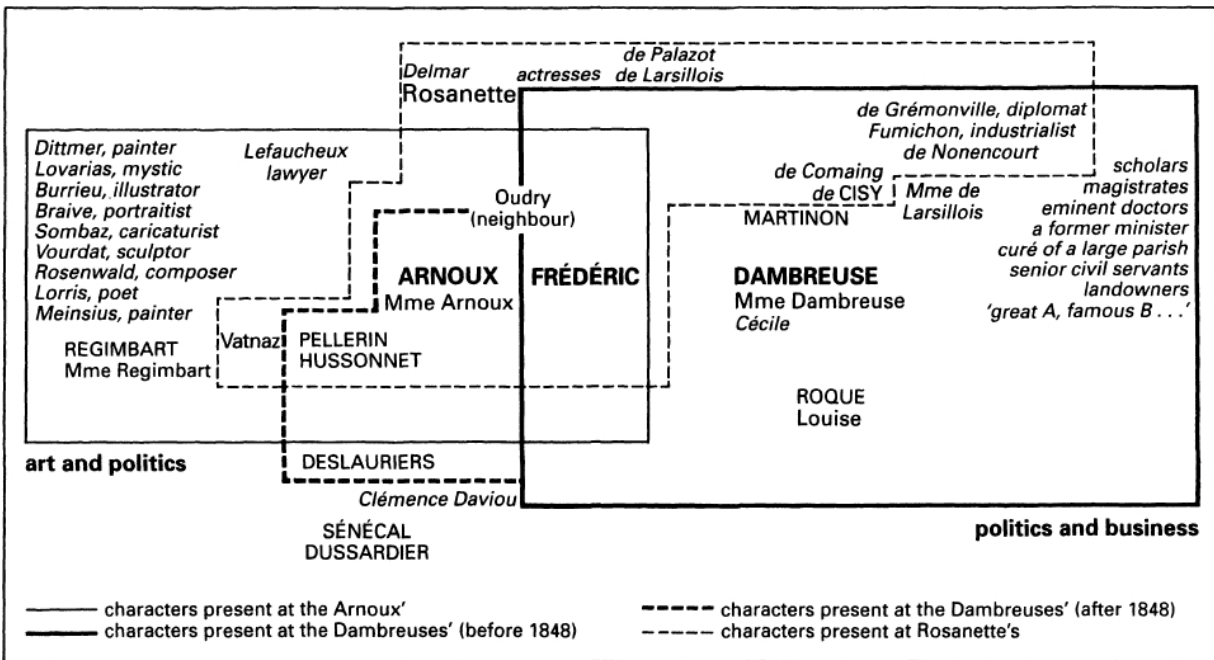 de Palazot
Delmar actresses de Larsillois
Rosanette
de Grémonville, diplomat
Fumichon, industrialist
de Nonencourt
Dittmer, painter
Lovarias, mystic
Burrieu, illustrator
Braive, portraitist
Sombaz, caricaturist
Vourdat, sculptor
Rosenwald, composer
Lorris, poet
Meinsius, painter
Lefaucheux
lawyer
Oudry
(neighbour)
de Comaing
de CISY
MARTINON
Mme de
Larsillois
scholars
magistrates
eminent doctors
a former minister
curé of a large parish
senior civil servants
landowners
'great A, famous B . . .'
ARNOUX
Mme Arnoux
FRÉDÉRIC
DAMBREUSE
Mme Dambreuse
Cécile
REGIMBART
Mme Regimbart
Vatnaz
PELLERIN
HUSSONNET
ROQUE
Louise
art and politics
DESLAURIERS
Clémence Daviou
SÉNÉCAL
DUSSARDIER
politics and business
characters present at the Arnoux'
characters present at the Dambreuses' (before 1848)
characters present at the Dambreuses' (after 1848)
characters present at Rosanette's